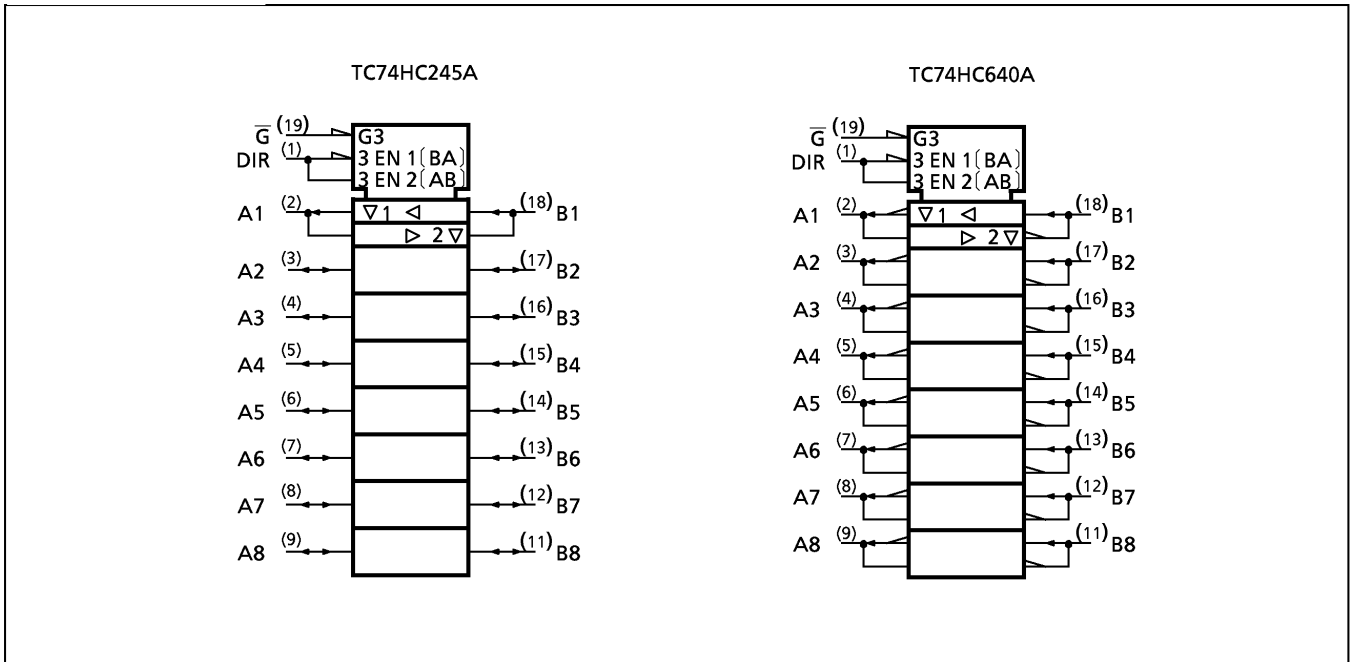 TC74HC245A
G̅ (19) G3
DIR (1) 3 EN 1 [BA]
3 EN 2 [AB]
A1 (2) ▽ 1 ◁ (18) B1
▷ 2 ▽
A2 (3) (17) B2
A3 (4) (16) B3
A4 (5) (15) B4
A5 (6) (14) B5
A6 (7) (13) B6
A7 (8) (12) B7
A8 (9) (11) B8
TC74HC640A
G̅ (19) G3
DIR (1) 3 EN 1 [BA]
3 EN 2 [AB]
A1 (2) ▽ 1 ◁ (18) B1
▷ 2 ▽
A2 (3) (17) B2
A3 (4) (16) B3
A4 (5) (15) B4
A5 (6) (14) B5
A6 (7) (13) B6
A7 (8) (12) B7
A8 (9) (11) B8